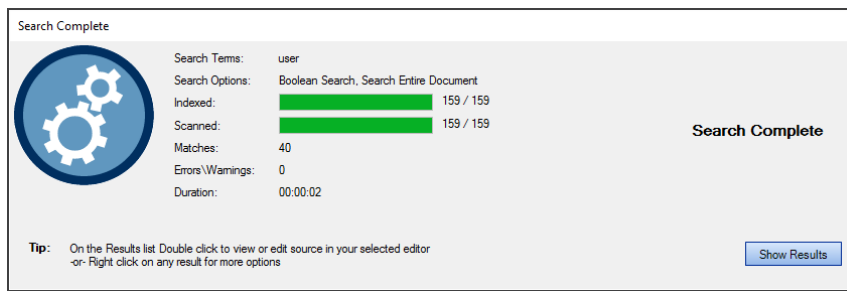 Search Complete
Search Terms: user
Search Options: Boolean Search, Search Entire Document
Indexed: 159 / 159
Scanned: 159 / 159
Search Complete
Matches: 40
Errors\Warnings: 0
Duration: 00:00:02
Tip: On the Results list Double click to view or edit source in your selected editor
-or- Right click on any result for more options
Show Results